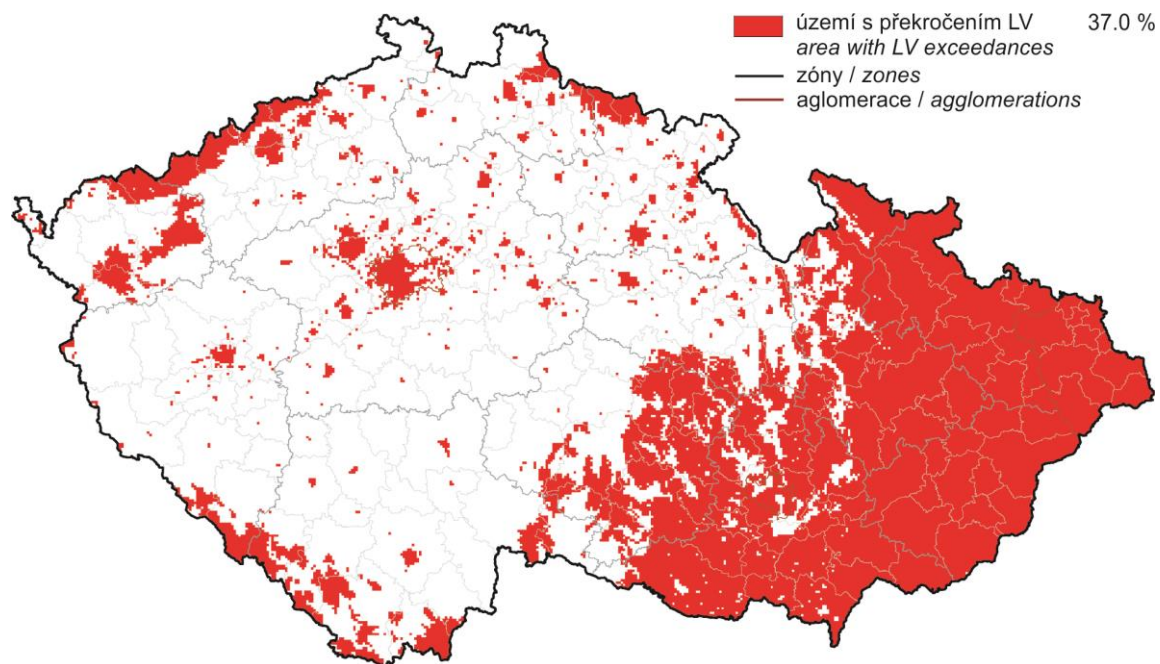 území s překročením LV 37.0 %
area with LV exceedances
zóny / zones
aglomerace / agglomerations